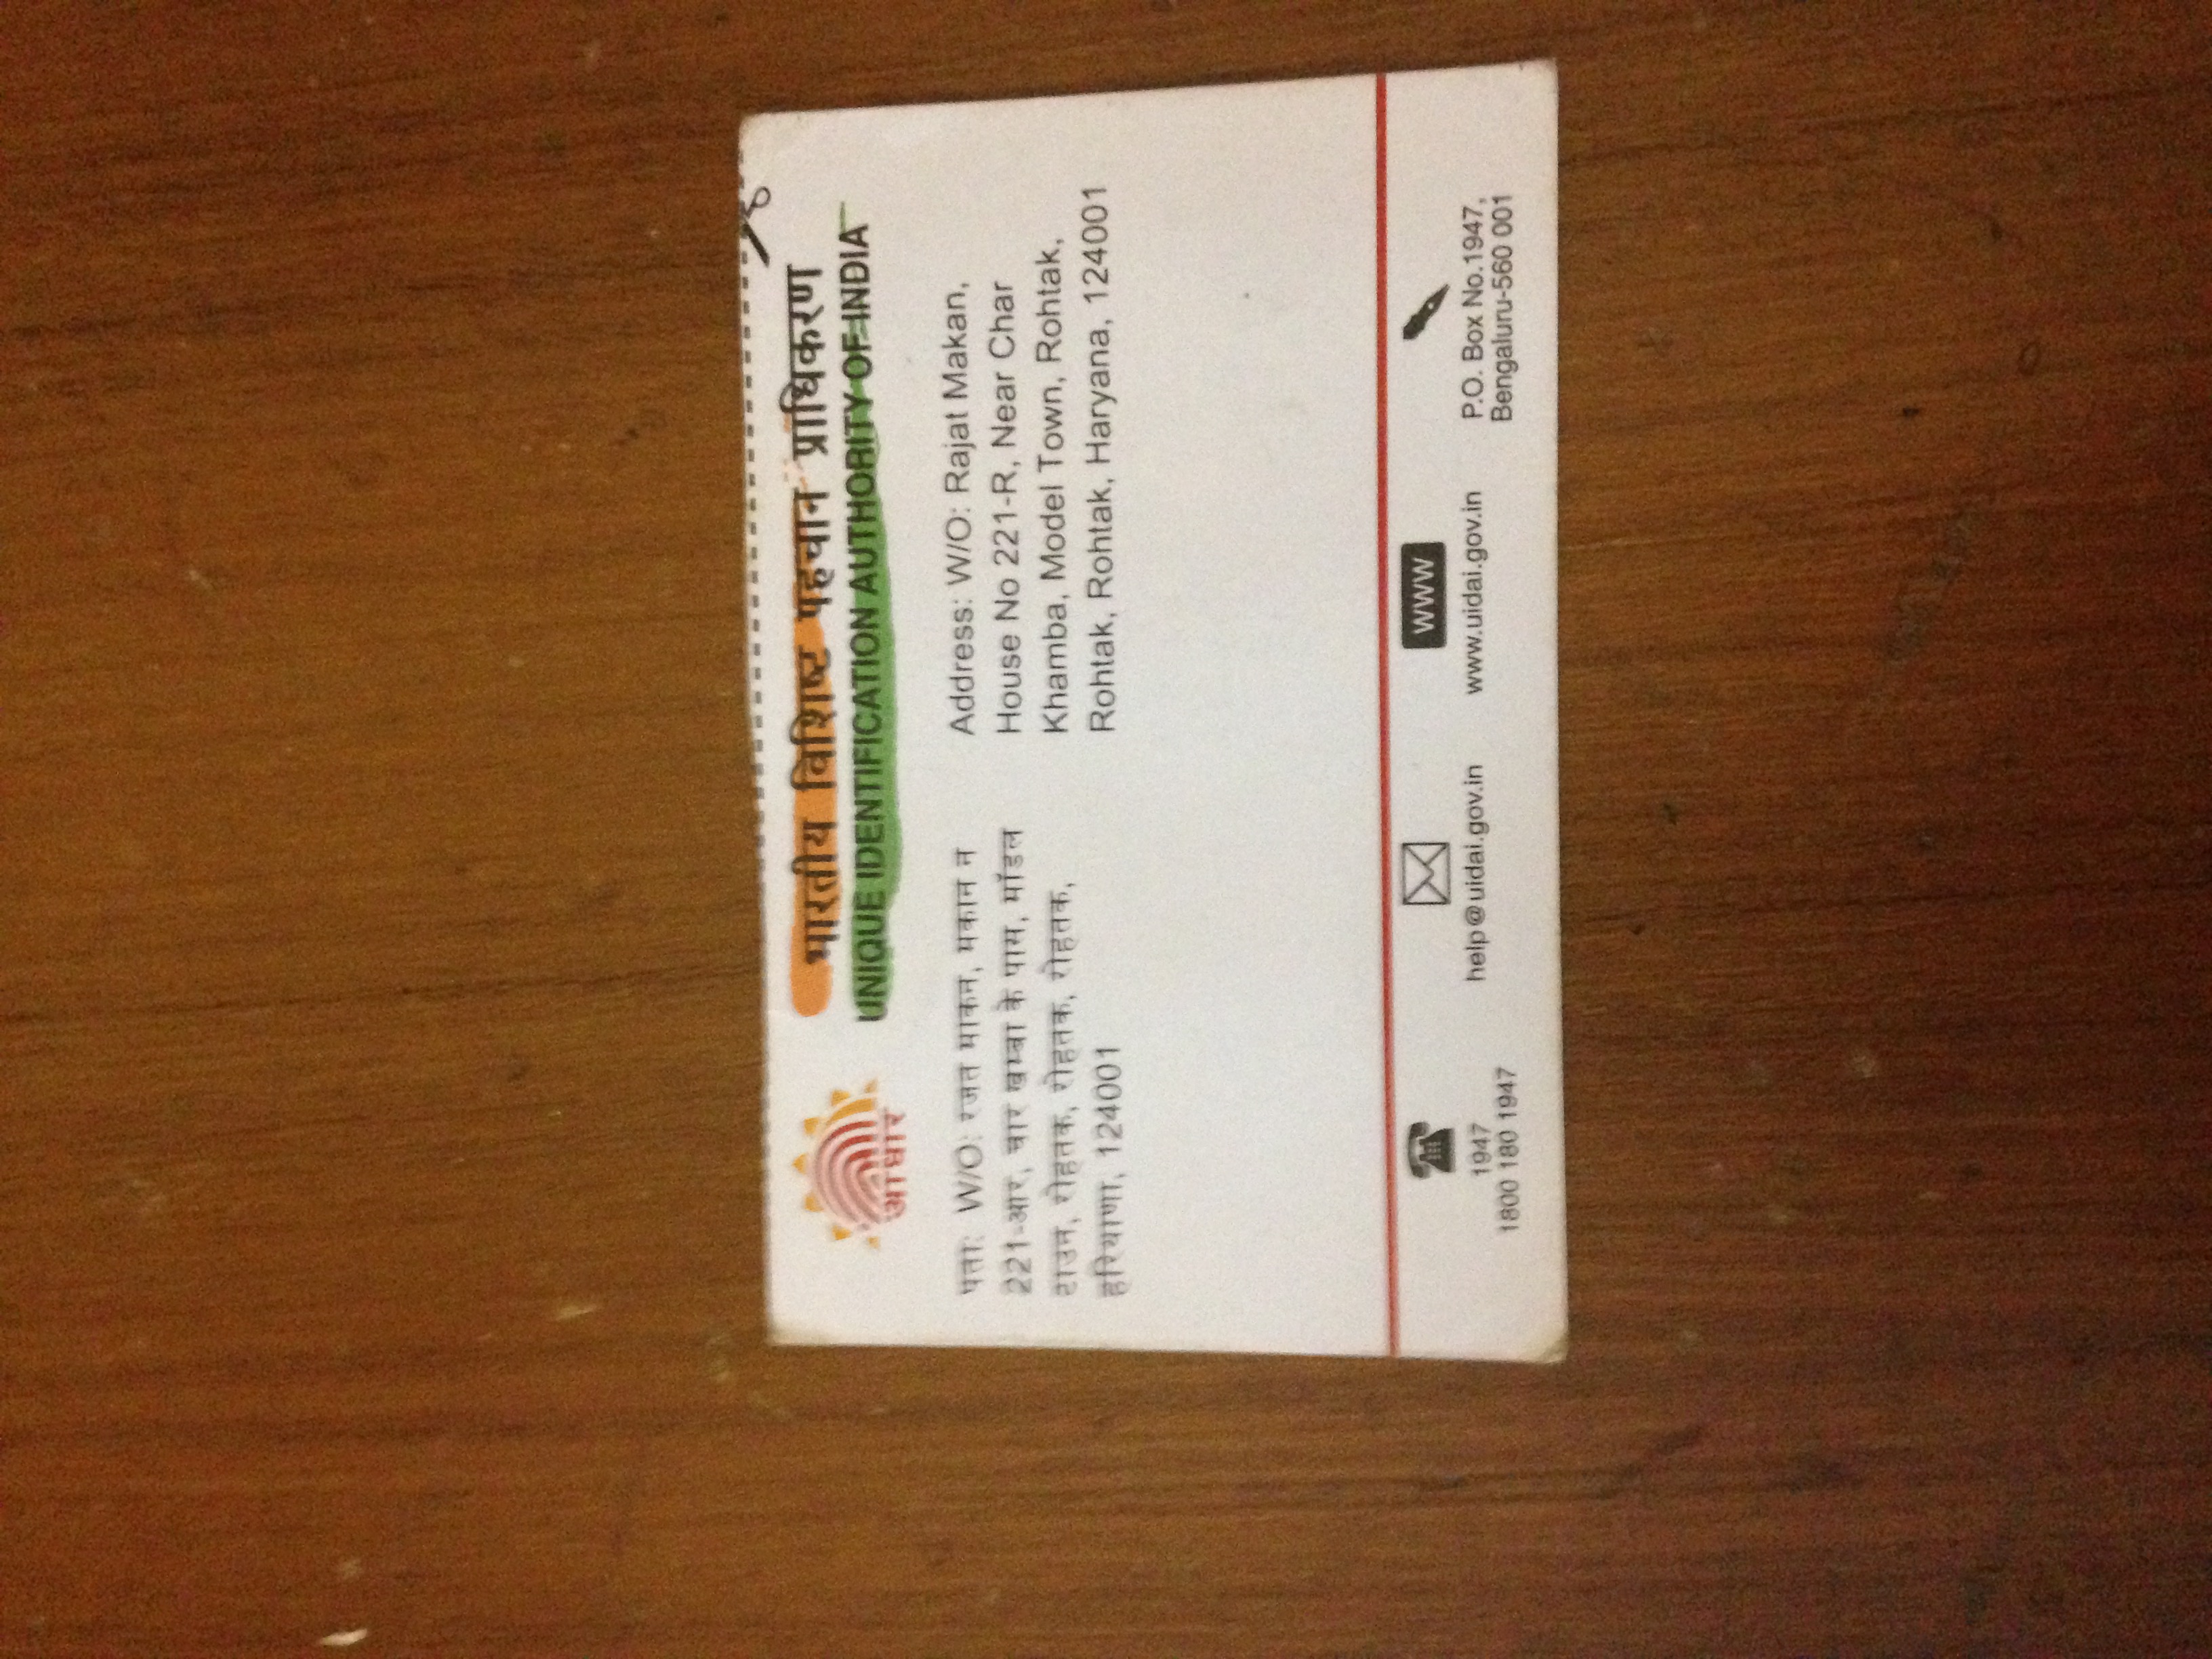 भारतीय विशिष्ट पहचान प्राधिकरण
UNIQUE IDENTIFICATION AUTHORITY OF INDIA
आधार
पता: W/O: रजत माकन, मकान न
221-आर, चार खम्बा के पास, मॉडल
टाउन, रोहतक, रोहतक, रोहतक,
हरियाणा, 124001
Address: W/O: Rajat Makan,
House No 221-R, Near Char
Khamba, Model Town, Rohtak,
Rohtak, Rohtak, Haryana, 124001
1947
1800 180 1947
help@uidai.gov.in
WWW
www.uidai.gov.in
P.O. Box No.1947,
Bengaluru-560 001